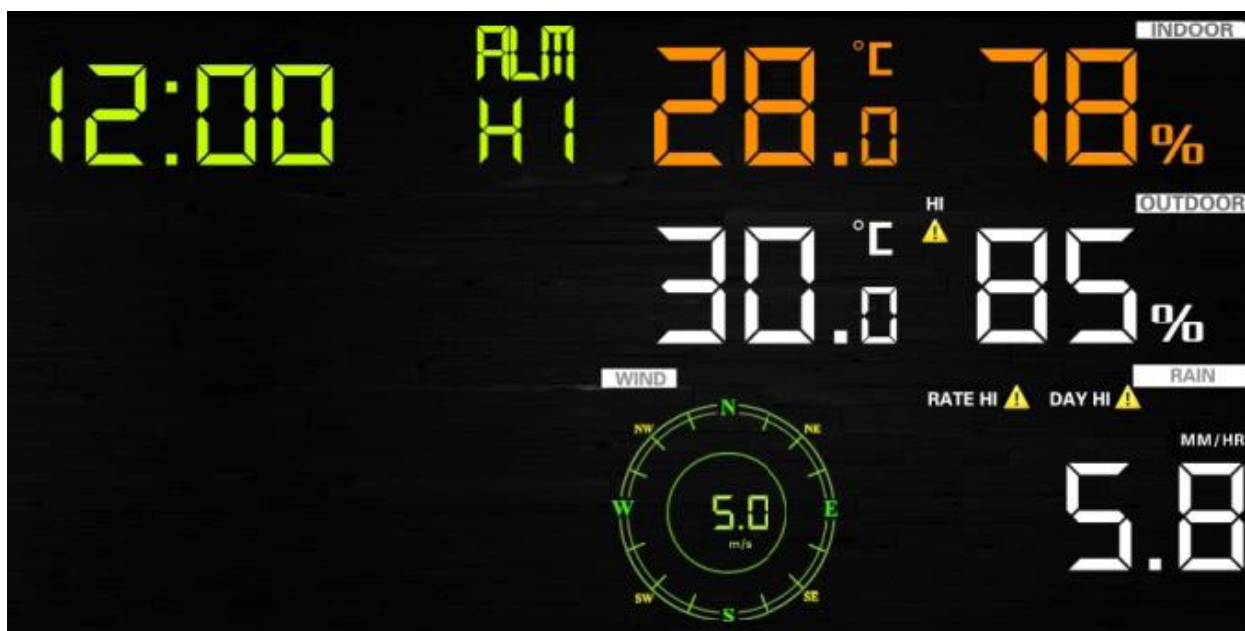 INDOOR
12:00 ALM HI 28.0 °C 78%
OUTDOOR
30.0 °C HI 85%
WIND
RAIN
RATE HI DAY HI
MM/HR
5.8
N
NW NE
W E
5.0
m/s
SW SE
S